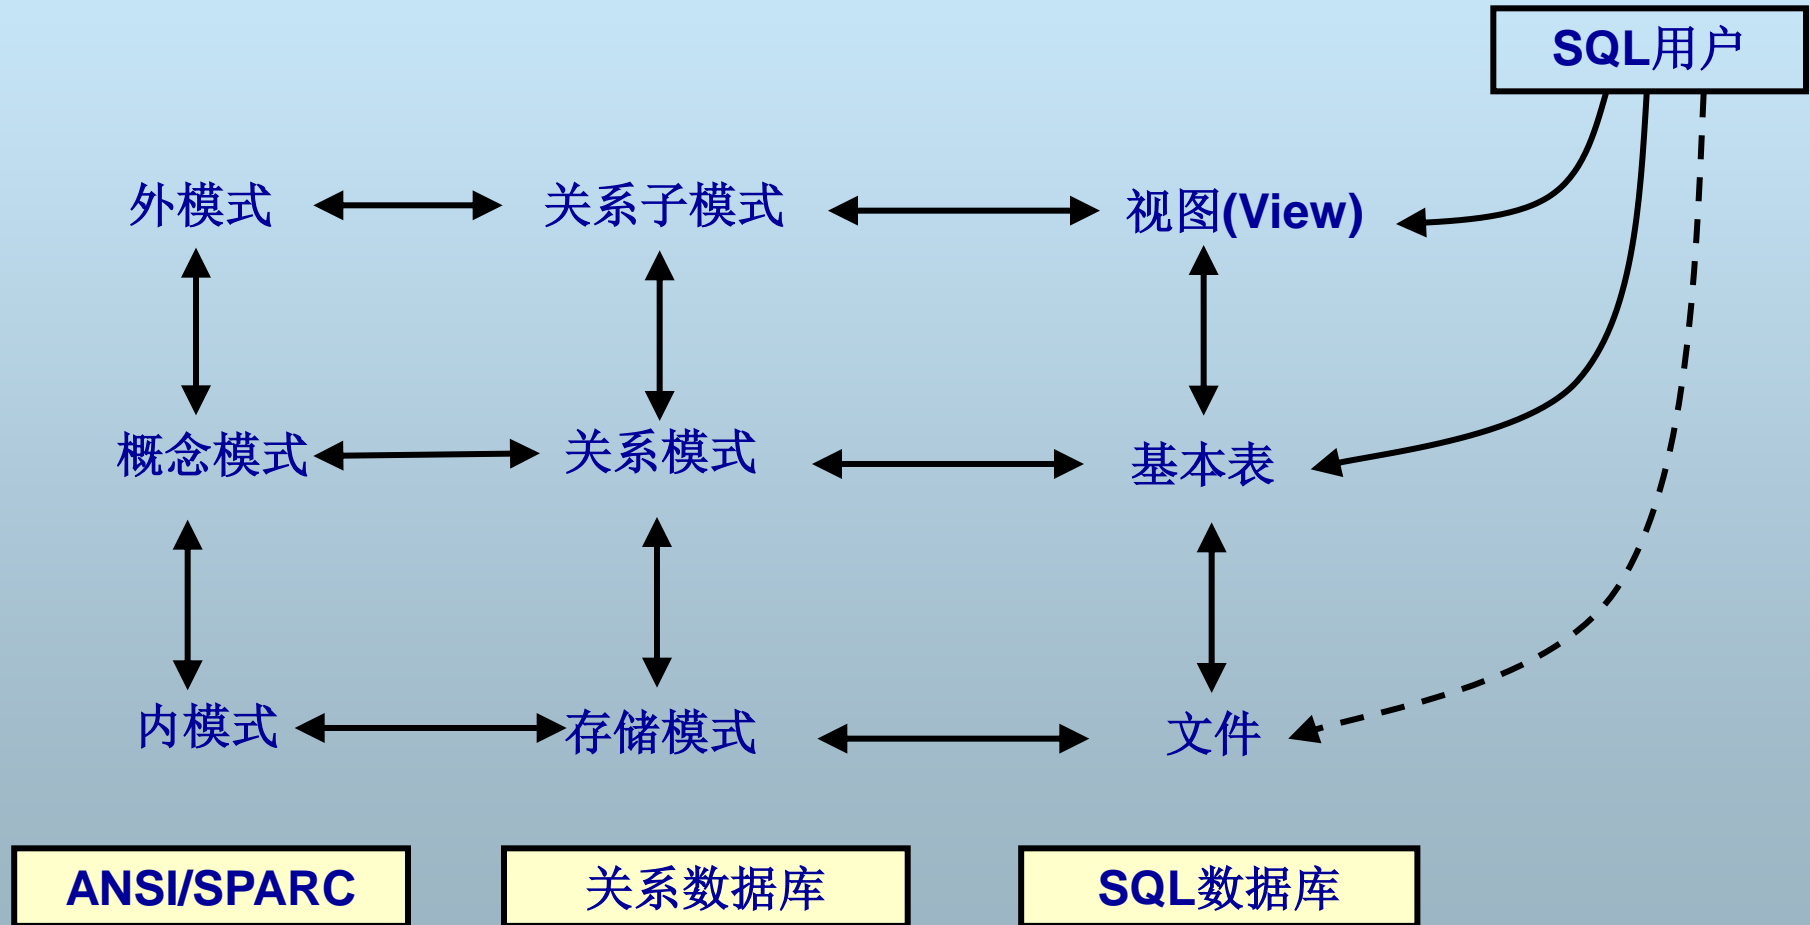 SQL用户
外模式
关系子模式
视图(View)
概念模式
关系模式
基本表
内模式
存储模式
文件
ANSI/SPARC
关系数据库
SQL数据库